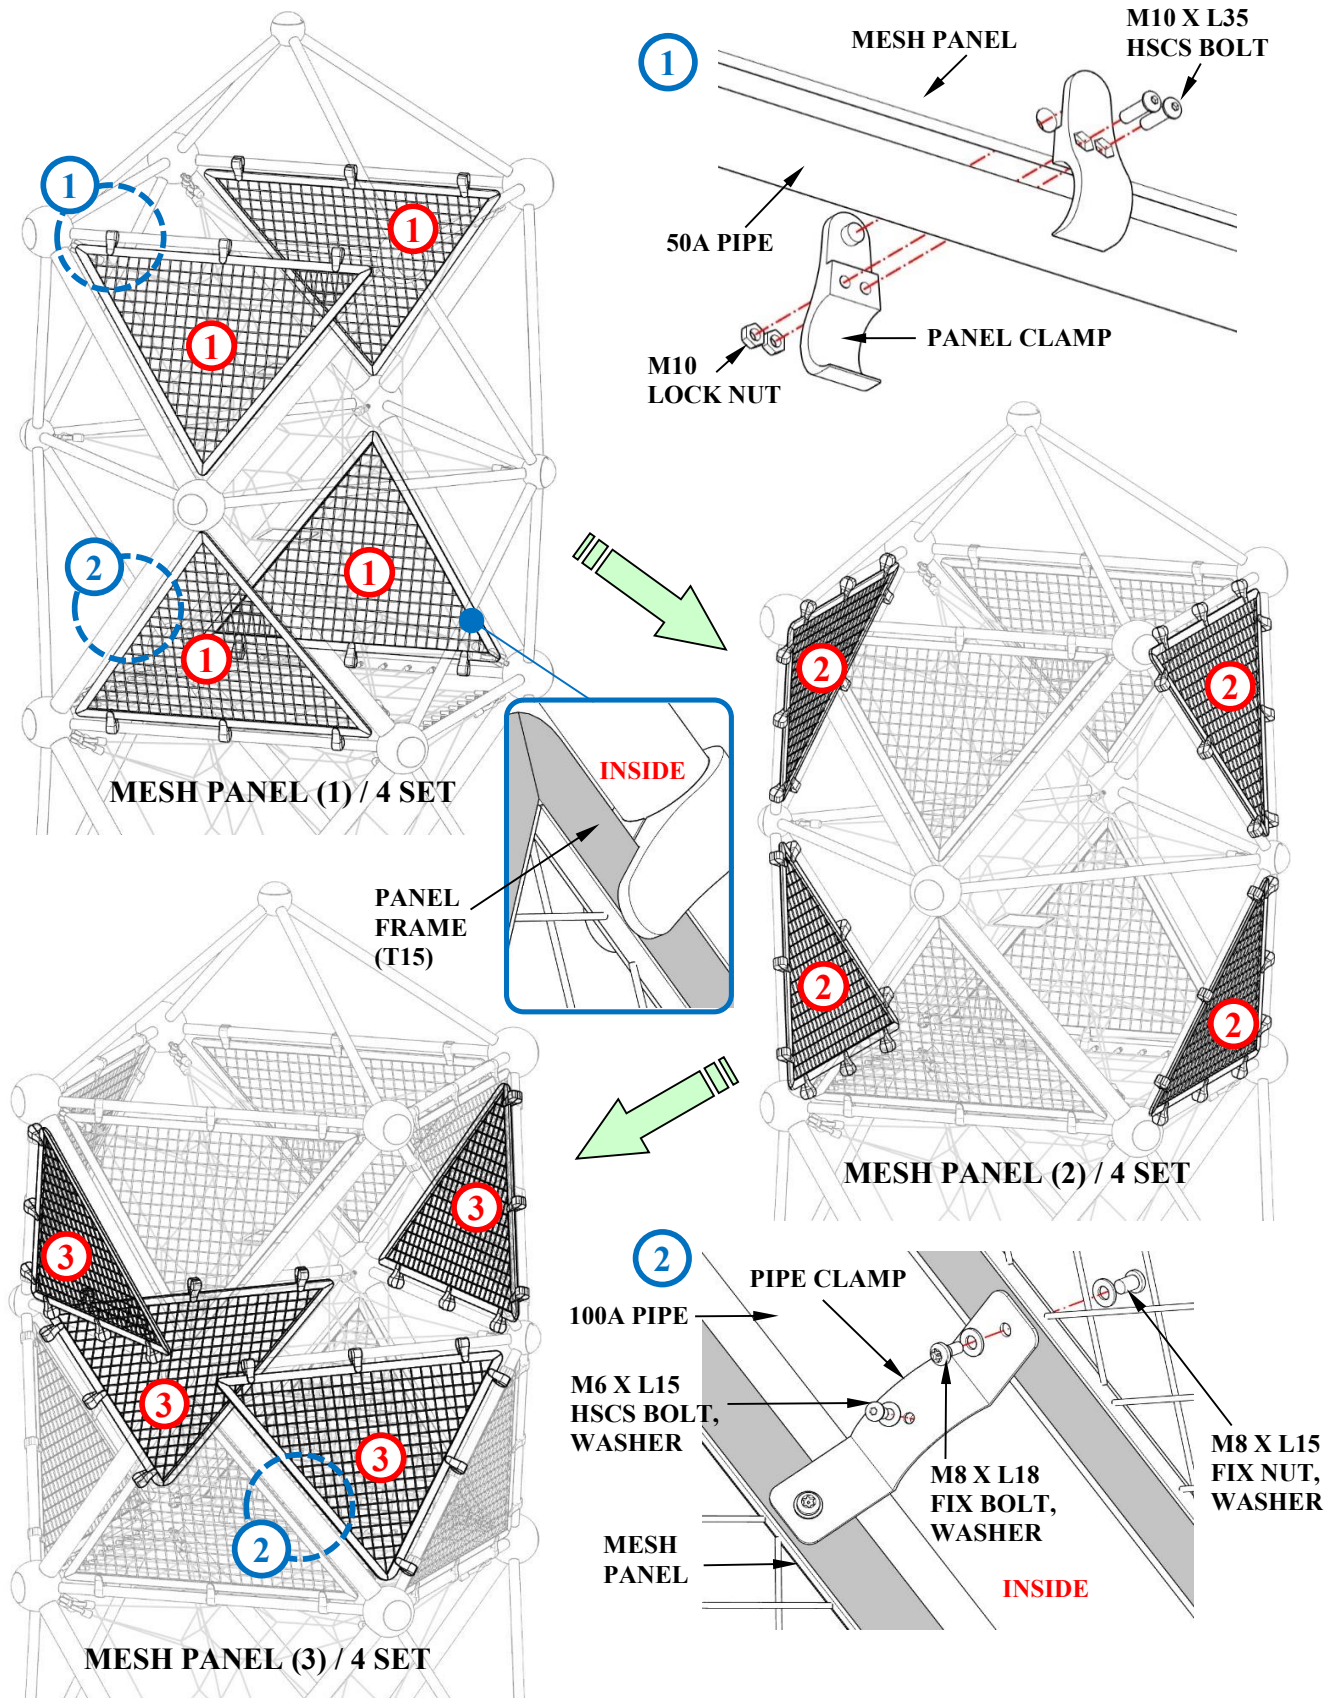 1
MESH PANEL
M10 X L35
HSCS BOLT
50A PIPE
PANEL CLAMP
M10
LOCK NUT
1
1
1
2
1
1
MESH PANEL (1) / 4 SET
INSIDE
PANEL
FRAME
(T15)
2
2
2
2
MESH PANEL (2) / 4 SET
3
3
3
3
2
MESH PANEL (3) / 4 SET
2
PIPE CLAMP
100A PIPE
M6 X L15
HSCS BOLT,
WASHER
M8 X L18
FIX BOLT,
WASHER
M8 X L15
FIX NUT,
WASHER
MESH
PANEL
INSIDE